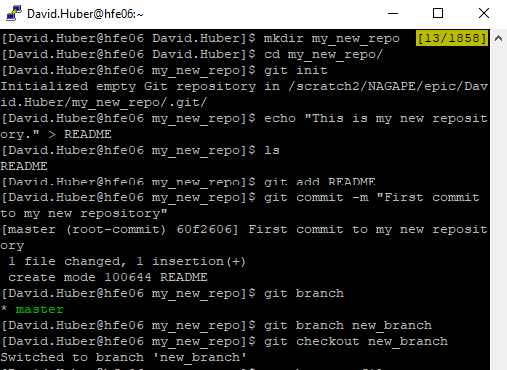 David.Huber@hfe06:~
[David.Huber@hfe06 David.Huber]$ mkdir my_new_repo [13/1858]
[David.Huber@hfe06 David.Huber]$ cd my_new_repo/
[David.Huber@hfe06 my_new_repo]$ git init
Initialized empty Git repository in /scratch2/NAGAPE/epic/Dav
id.Huber/my_new_repo/.git/
[David.Huber@hfe06 my_new_repo]$ echo "This is my new reposit
ory." > README
[David.Huber@hfe06 my_new_repo]$ ls
README
[David.Huber@hfe06 my_new_repo]$ git add README
[David.Huber@hfe06 my_new_repo]$ git commit -m "First commit
to my new repository"
[master (root-commit) 60f2606] First commit to my new reposit
ory
 1 file changed, 1 insertion(+)
 create mode 100644 README
[David.Huber@hfe06 my_new_repo]$ git branch
* master
[David.Huber@hfe06 my_new_repo]$ git branch new_branch
[David.Huber@hfe06 my_new_repo]$ git checkout new_branch
Switched to branch 'new_branch'